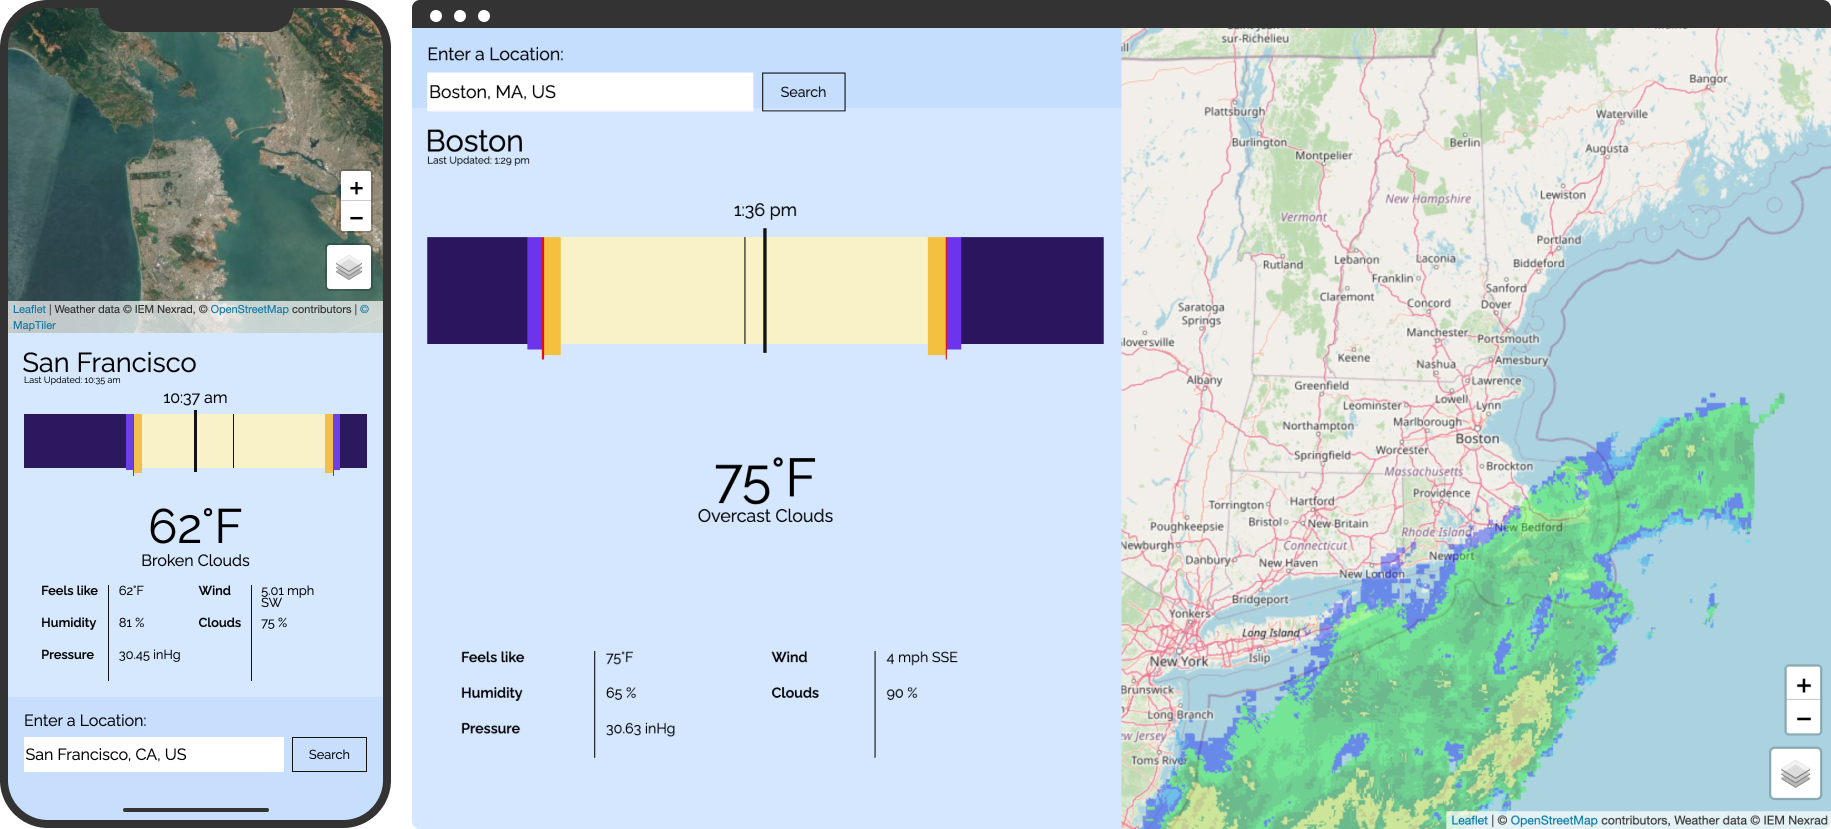 +
−
Leaflet | Weather data © IEM Nexrad, © OpenStreetMap contributors | ©
MapTiler
San Francisco
Last Updated: 10:35 am
10:37 am
62°F
Broken Clouds
Feels like 62°F Wind 5.01 mph
SW
Humidity 81 % Clouds 75 %
Pressure 30.45 inHg
Enter a Location:
San Francisco, CA, US Search
Enter a Location:
Boston, MA, US Search
Boston
Last Updated: 1:29 pm
1:36 pm
75°F
Overcast Clouds
Feels like 75°F Wind 4 mph SSE
Humidity 65 % Clouds 90 %
Pressure 30.63 inHg
sur-Richelieu
Bangor
Plattsburgh
Waterville
Burlington
Berlin
Montpelier
Augusta
Lewiston
New Hampshire
Vermont
Portland
Lebanon
Laconia
Rutland
Biddeford
Franklin
Sanford
Claremont
Concord
Dover
Saratoga
Springs
Manchester
Portsmouth
loversville
Keene
Amesbury
Nashua
Albany
Lawrence
Greenfield
Lowell
Leominster
Lynn
Northampton
Marlborough
Boston
Springfield
Worcester
Massachusetts
Brockton
Torrington
Hartford
Providence
Poughkeepsie
Bristol
New Britain
New Bedford
Rhode Island
Newburgh
Connecticut
Danbury
New Haven
Newport
New London
Bridgeport
Yonkers
Long Island
New York
Islip
Brunswick
Long Branch
ew Jersey
Toms River
+
−
Leaflet | © OpenStreetMap contributors, Weather data © IEM Nexrad